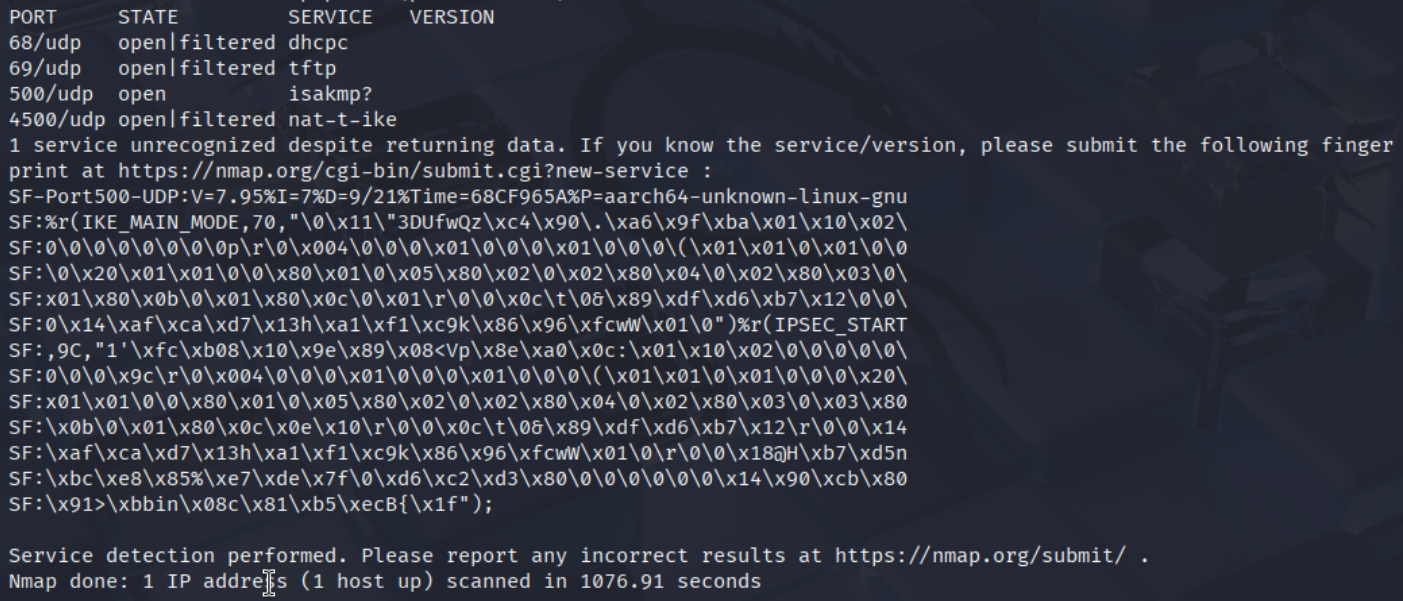 PORT     STATE         SERVICE   VERSION
68/udp   open|filtered dhcpc
69/udp   open|filtered tftp
500/udp  open          isakmp?
4500/udp open|filtered nat-t-ike
1 service unrecognized despite returning data. If you know the service/version, please submit the following finger
print at https://nmap.org/cgi-bin/submit.cgi?new-service :
SF-Port500-UDP:V=7.95%I=7%D=9/21%Time=68CF965A%P=aarch64-unknown-linux-gnu
SF:%r(IKE_MAIN_MODE,70,"\0\x11\"3DUfwQz\xc4\x90\.\xa6\x9f\xba\x01\x10\x02\
SF:0\0\0\0\0\0\0\0p\r\0\x004\0\0\0\x01\0\0\0\x01\0\0\0\(\x01\x01\0\x01\0\0
SF:\0\x20\x01\x01\0\0\x80\x01\0\x05\x80\x02\0\x02\x80\x04\0\x02\x80\x03\0\
SF:x01\x80\x0b\0\x01\x80\x0c\0\x01\r\0\0\x0c\t\0&\x89\xdf\xd6\xb7\x12\0\0\
SF:0\x14\xaf\xca\xd7\x13h\xa1\xf1\xc9k\x86\x96\xfcwW\x01\0")%r(IPSEC_START
SF:,9C,"1'\xfc\xb08\x10\x9e\x89\x08<Vp\x8e\xa0\x0c:\x01\x10\x02\0\0\0\0\0\
SF:0\0\0\x9c\r\0\x004\0\0\0\x01\0\0\0\x01\0\0\0\(\x01\x01\0\x01\0\0\0\x20\
SF:x01\x01\0\0\x80\x01\0\x05\x80\x02\0\x02\x80\x04\0\x02\x80\x03\0\x03\x80
SF:\x0b\0\x01\x80\x0c\x0e\x10\r\0\0\x0c\t\0&\x89\xdf\xd6\xb7\x12\r\0\0\x14
SF:\xaf\xca\xd7\x13h\xa1\xf1\xc9k\x86\x96\xfcwW\x01\0\r\0\0\x18@H\xb7\xd5n
SF:\xbc\xe8\x85%\xe7\xde\x7f\0\xd6\xc2\xd3\x80\0\0\0\0\0\0\x14\x90\xcb\x80
SF:\x91>\xbbin\x08c\x81\xb5\xecB{\x1f");
Service detection performed. Please report any incorrect results at https://nmap.org/submit/ .
Nmap done: 1 IP address (1 host up) scanned in 1076.91 seconds